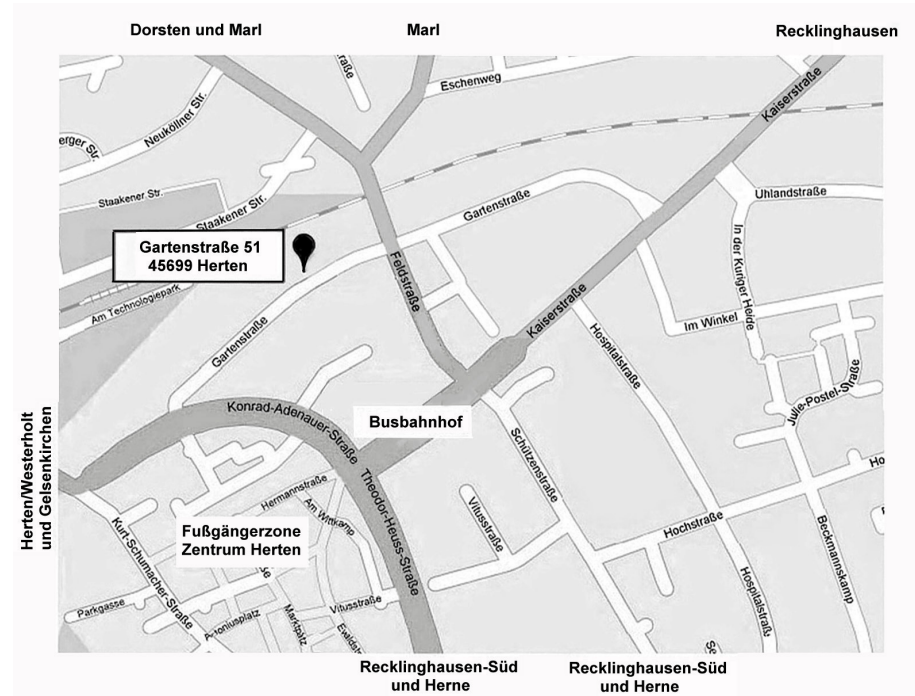 Dorsten und Marl
Marl
Recklinghausen
Eschenweg
Kaiserstraße
Neuköllner Str.
Staakener Str.
Staakener Str.
Gartenstraße
Uhlandstraße
Gartenstraße 51
45699 Herten
In der Kuriger Heide
Feldstraße
Am Technologiepark
Kaiserstraße
Im Winkel
Gartenstraße
Hospitalstraße
Julie-Postel-Straße
Konrad-Adenauer-Straße
Busbahnhof
Herten/Westerholt
und Gelsenkirchen
Schützenstraße
Theodor-Heuss-Straße
Hermannstraße
Am Wittkamp
Vitusstraße
Hochstraße
Kurt-Schumacher-Straße
Fußgängerzone
Zentrum Herten
Beckmannskamp
Hospitalstraß
Parkgasse
Vitusstraße
Marktplatz
Recklinghausen-Süd
und Herne
Recklinghausen-Süd
und Herne